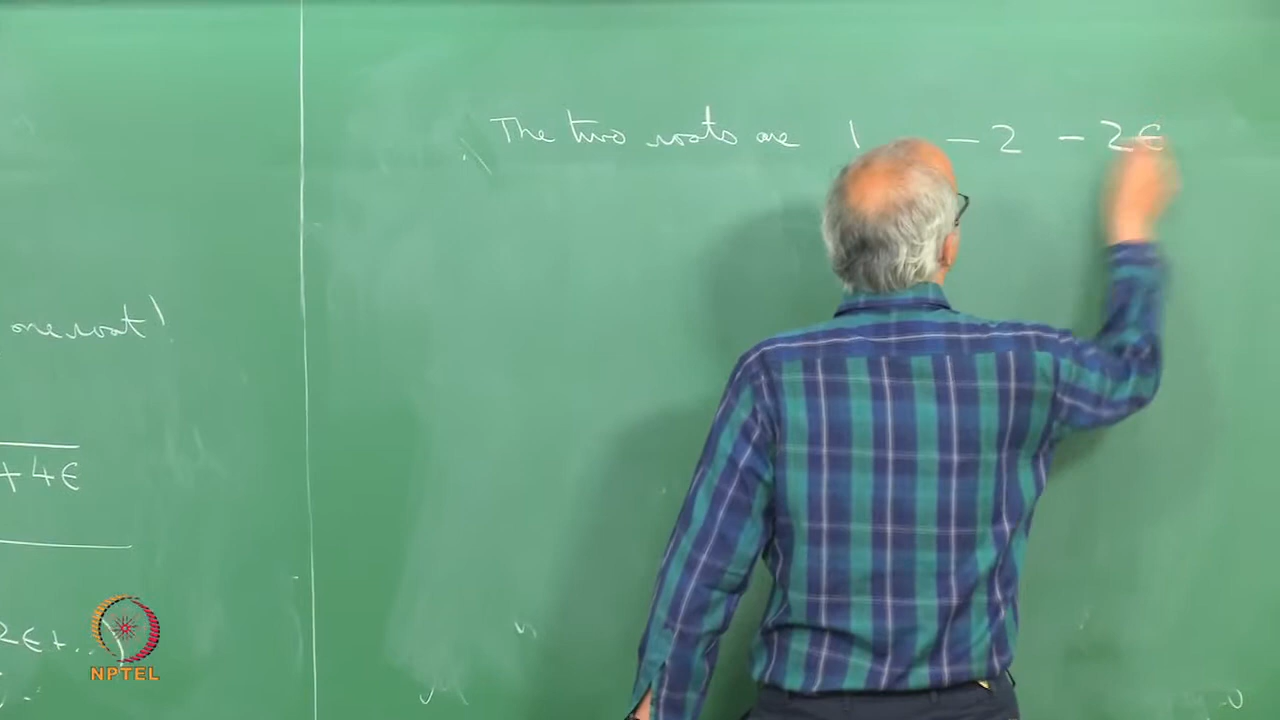 The two roots are 1 -2 -2ϵ
one root!
+4ϵ
2ϵ+..)
NPTEL